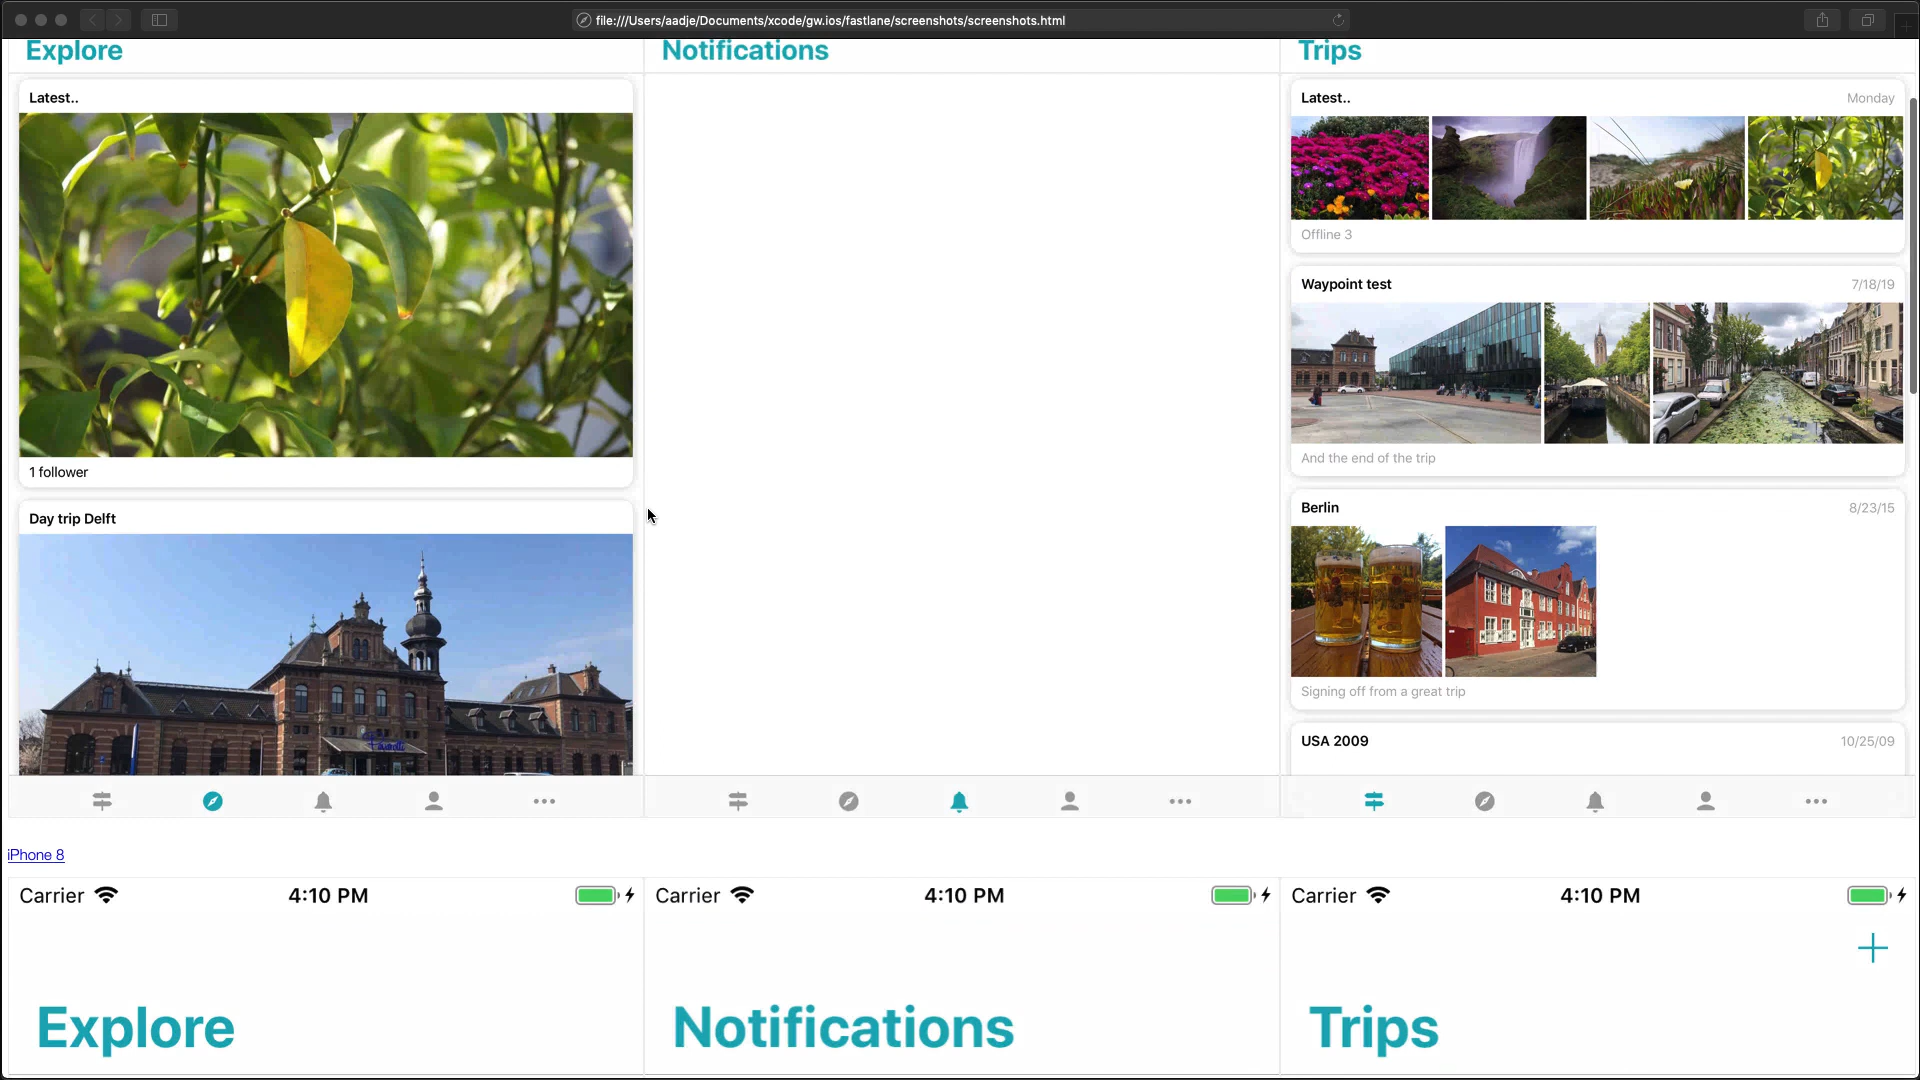 file:///Users/aadje/Documents/xcode/gw.ios/fastlane/screenshots/screenshots.html
Explore
Latest..
1 follower
Day trip Delft
Notifications
Trips
Latest..
Monday
Offline 3
Waypoint test
7/18/19
And the end of the trip
Berlin
8/23/15
Signing off from a great trip
USA 2009
10/25/09
iPhone 8
Carrier 4:10 PM
Explore
Carrier 4:10 PM
Notifications
Carrier 4:10 PM
Trips